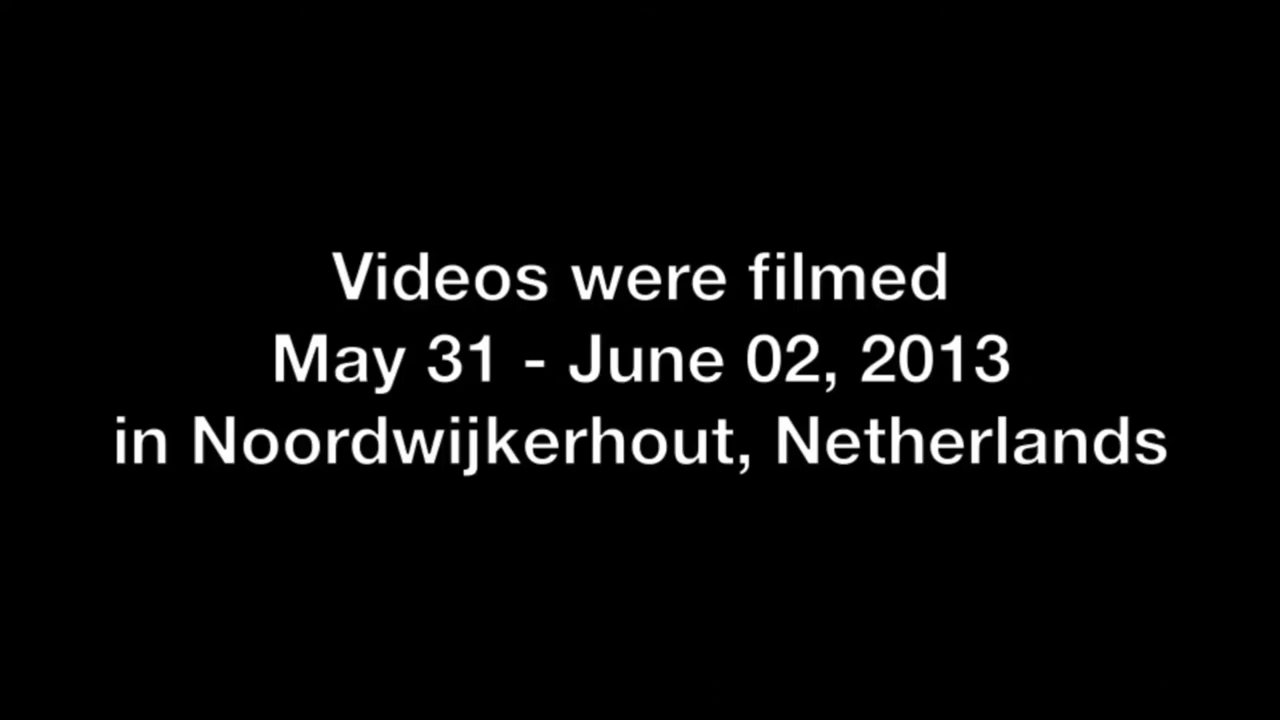 Videos were filmed
May 31 - June 02, 2013
in Noordwijkerhout, Netherlands